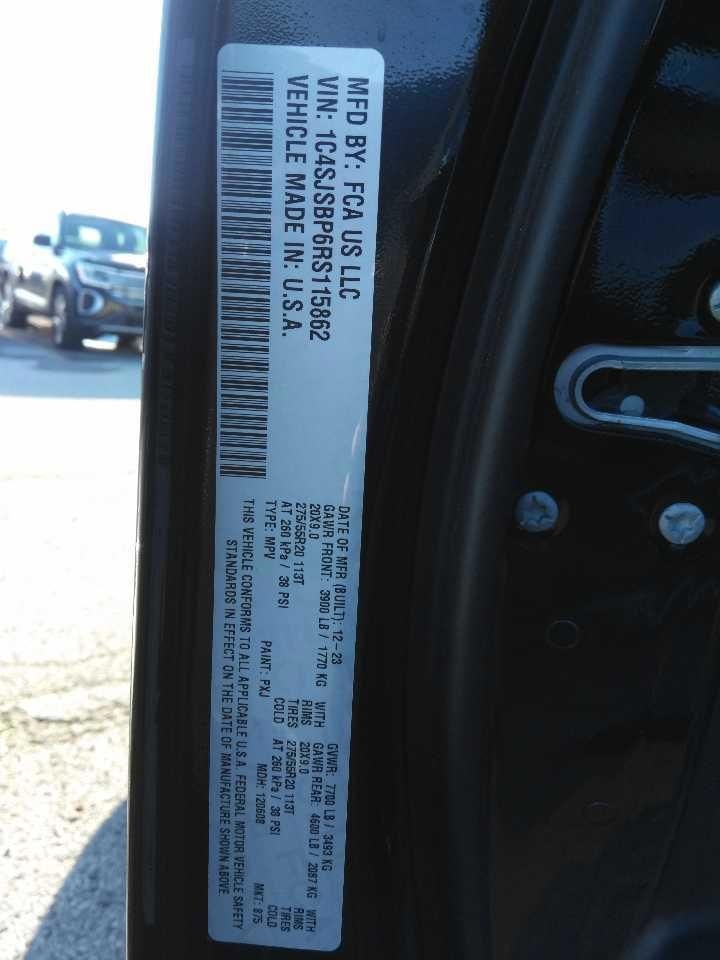 MFD BY: FCA US LLC
VIN: 1C4SJSBP6RS115862
VEHICLE MADE IN: U.S.A.
DATE OF MFR (BUILT): 12-23 GVWR: 7700 LB / 3493 KG
GAWR FRONT: 3900 LB / 1770 KG WITH GAWR REAR: 4600 LB / 2087 KG WITH
20X9.0 RIMS 20X9.0 RIMS
275/55R20 113T TIRES 275/55R20 113T TIRES
AT 260 kPa / 38 PSI COLD AT 260 kPa / 38 PSI COLD
TYPE: MPV PAINT: PXJ MDH: 120608 MKT: 875
THIS VEHICLE CONFORMS TO ALL APPLICABLE U.S.A. FEDERAL MOTOR VEHICLE SAFETY
STANDARDS IN EFFECT ON THE DATE OF MANUFACTURE SHOWN ABOVE.